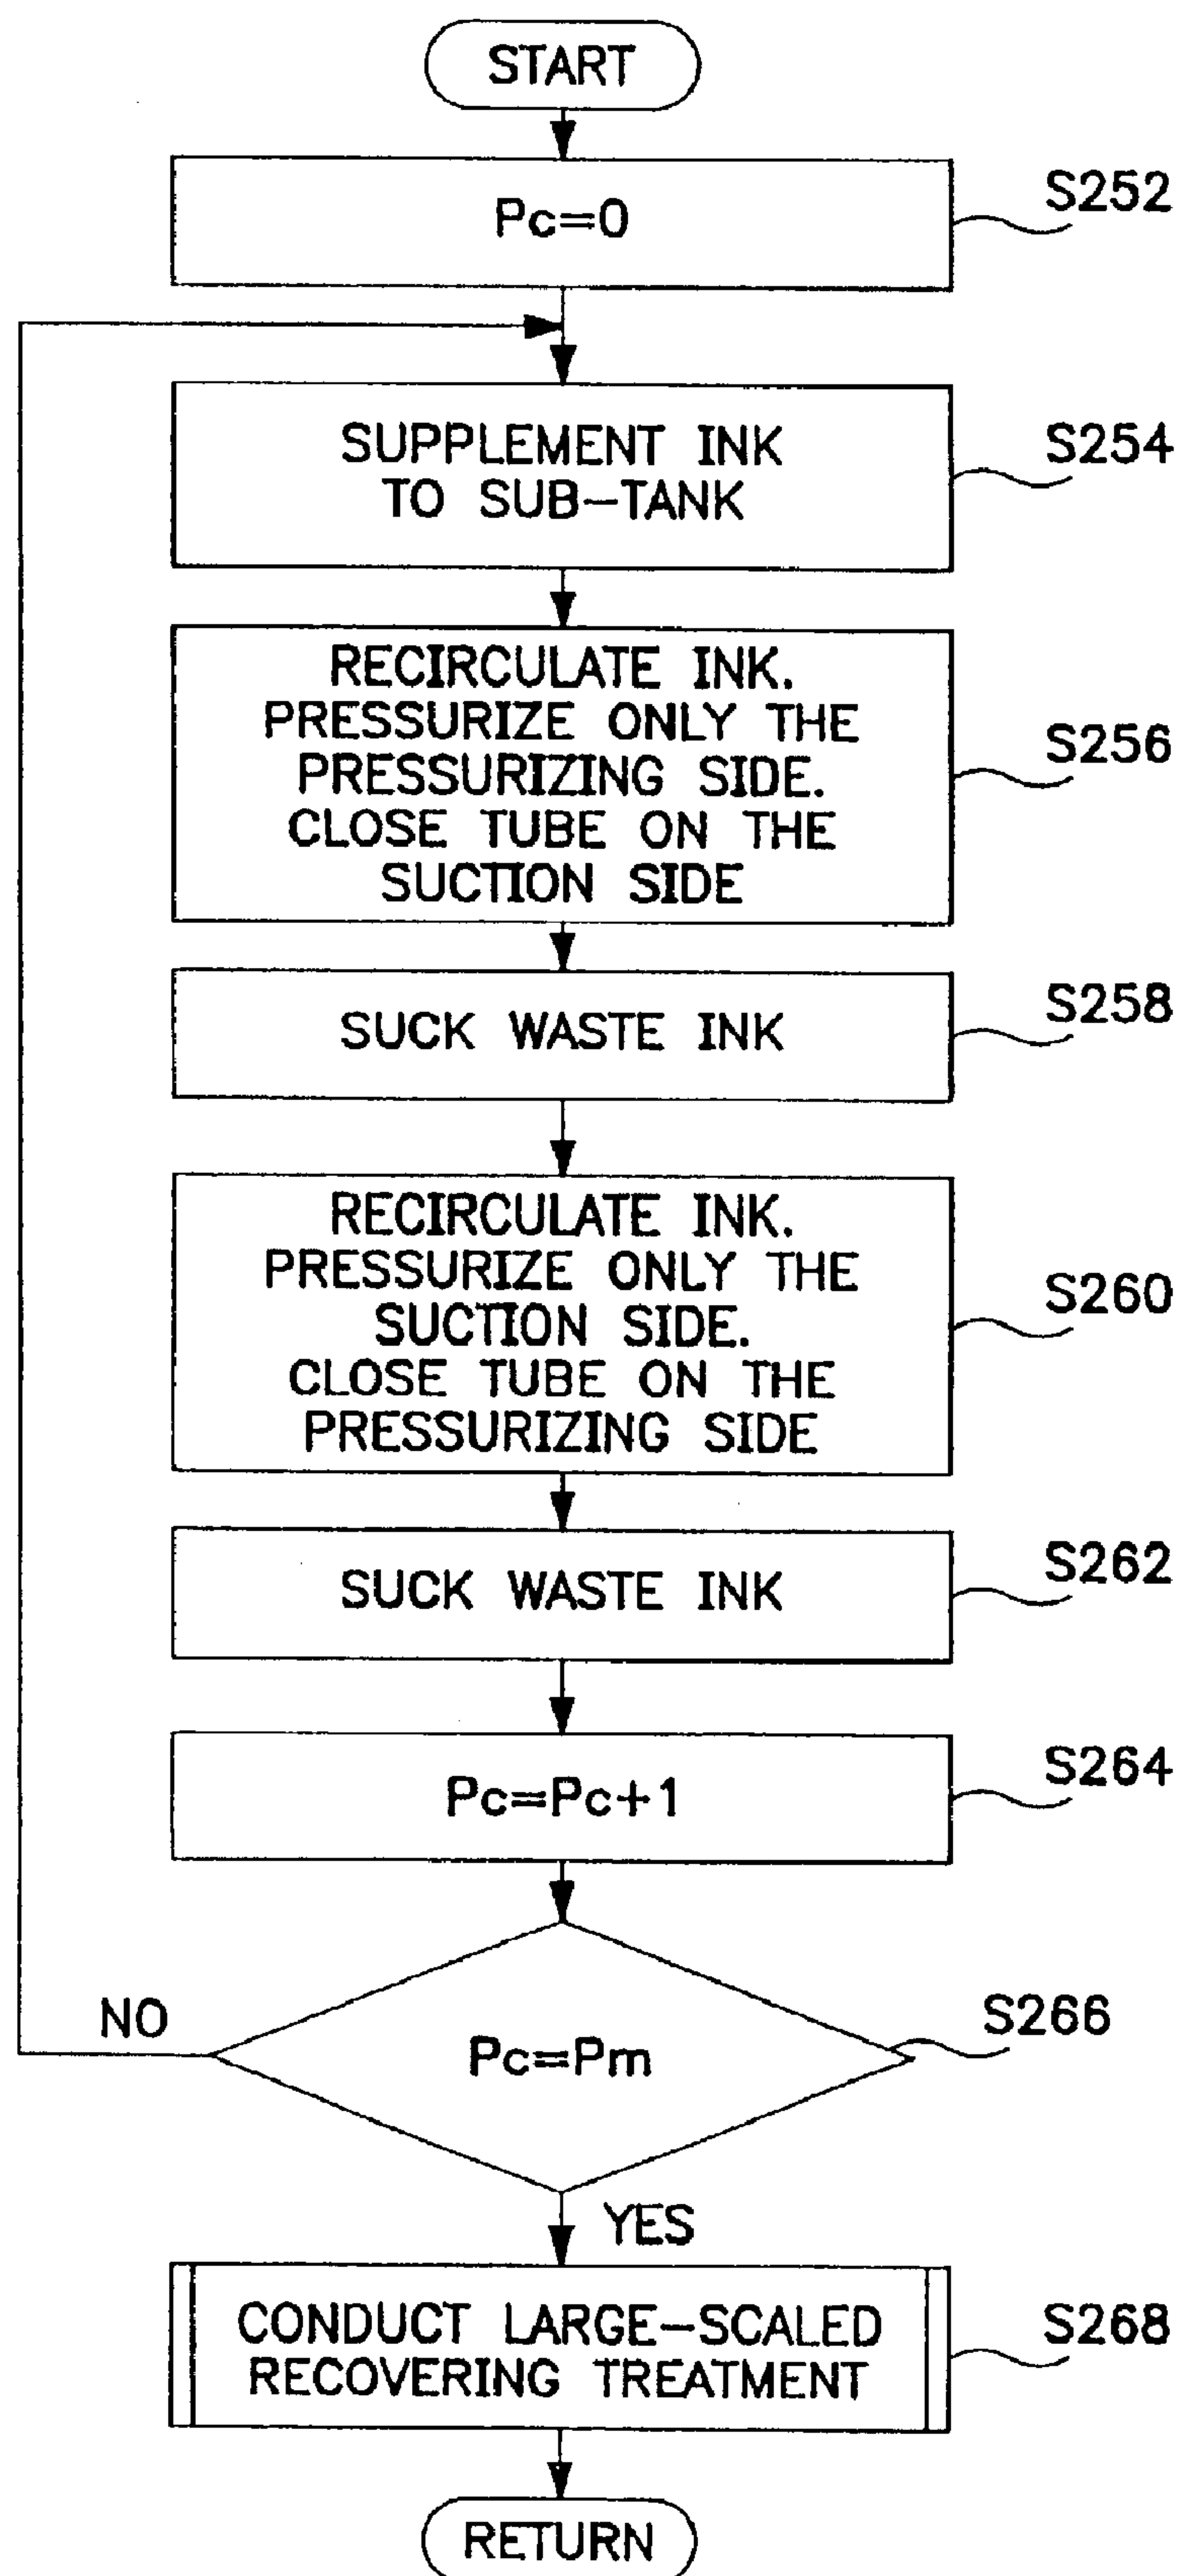 START
Pc=0
S252
SUPPLEMENT INK
TO SUB-TANK
S254
RECIRCULATE INK.
PRESSURIZE ONLY THE
PRESSURIZING SIDE.
CLOSE TUBE ON THE
SUCTION SIDE
S256
SUCK WASTE INK
S258
RECIRCULATE INK.
PRESSURIZE ONLY THE
SUCTION SIDE.
CLOSE TUBE ON THE
PRESSURIZING SIDE
S260
SUCK WASTE INK
S262
Pc=Pc+1
S264
NO
Pc=Pm
S266
YES
CONDUCT LARGE-SCALED
RECOVERING TREATMENT
S268
RETURN